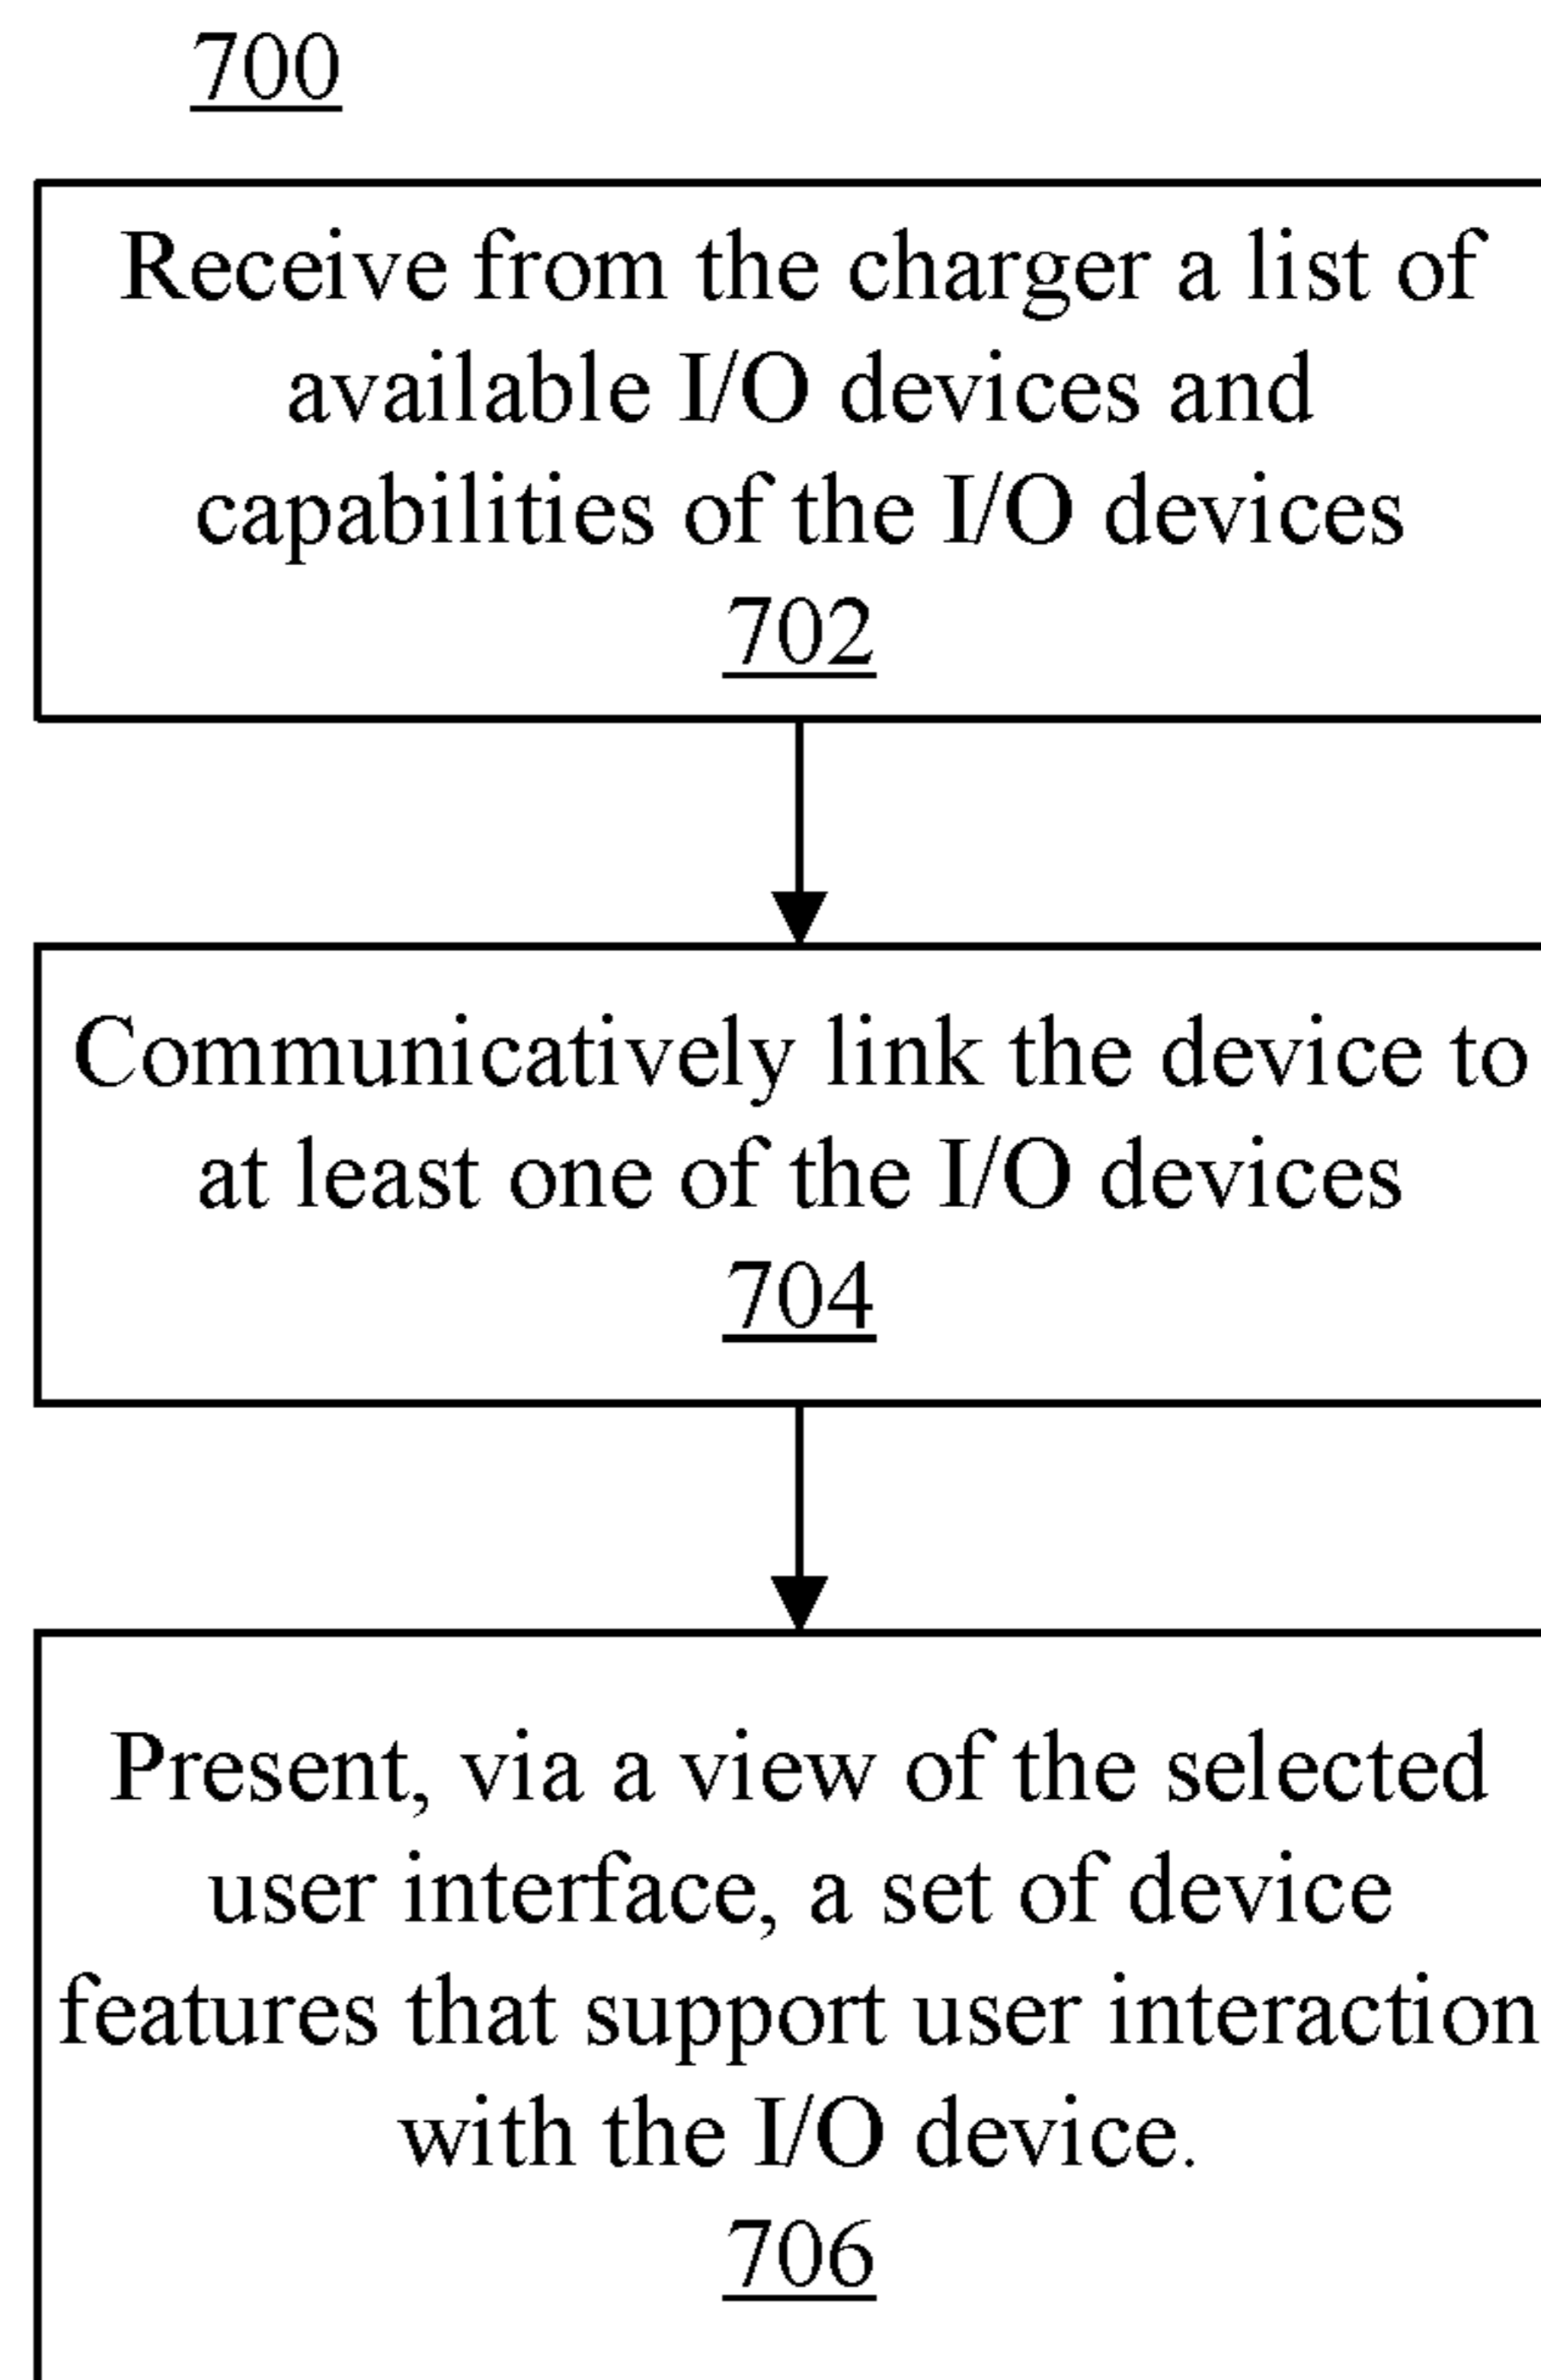 700
Receive from the charger a list of
available I/O devices and
capabilities of the I/O devices
702
Communicatively link the device to
at least one of the I/O devices
704
Present, via a view of the selected
user interface, a set of device
features that support user interaction
with the I/O device.
706